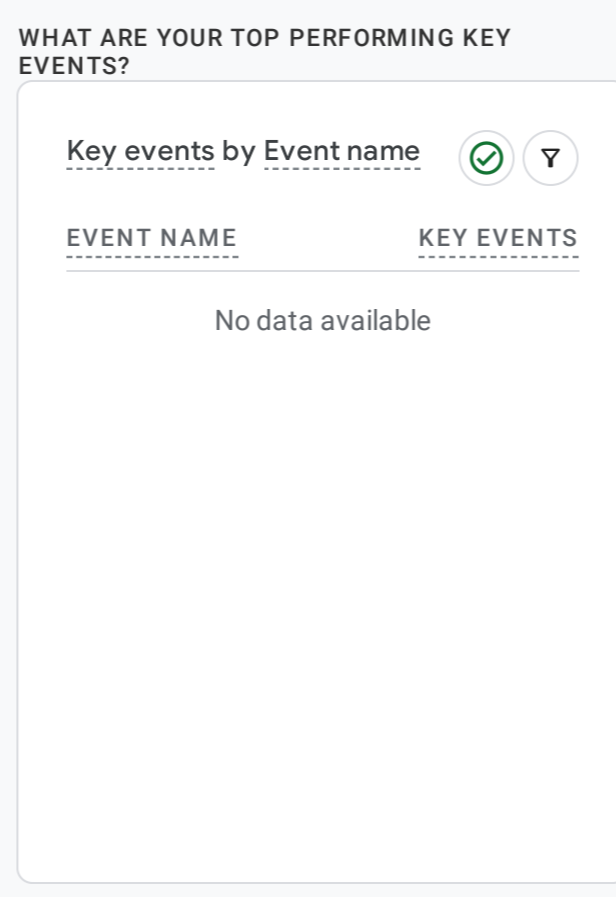 WHAT ARE YOUR TOP PERFORMING KEY
EVENTS?
Key events by Event name
EVENT NAME KEY EVENTS
No data available